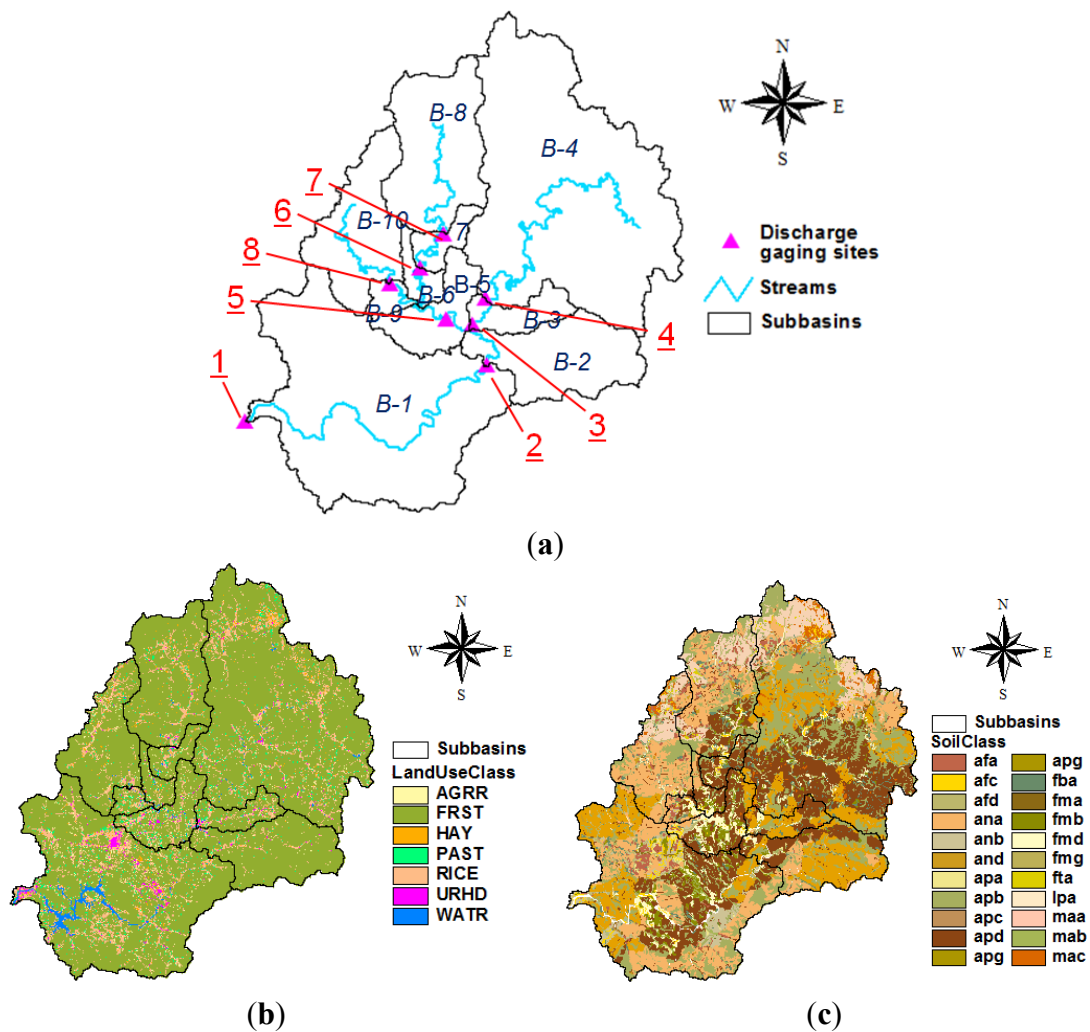 N
W E
S
B-8
B-4
7
7
6
B-10
8
B-5
B-6
5
B-9
B-3
4
B-2
1
B-1
2
3
Discharge
gaging sites
Streams
Subbasins
(a)
N
W E
S
Subbasins
LandUseClass
AGRR
FRST
HAY
PAST
RICE
URHD
WATR
(b)
N
W E
S
Subbasins
SoilClass
afa apg
afc fba
afd fma
ana fmb
anb fmd
and fmg
apa fta
apb lpa
apc maa
apd mab
apg mac
(c)